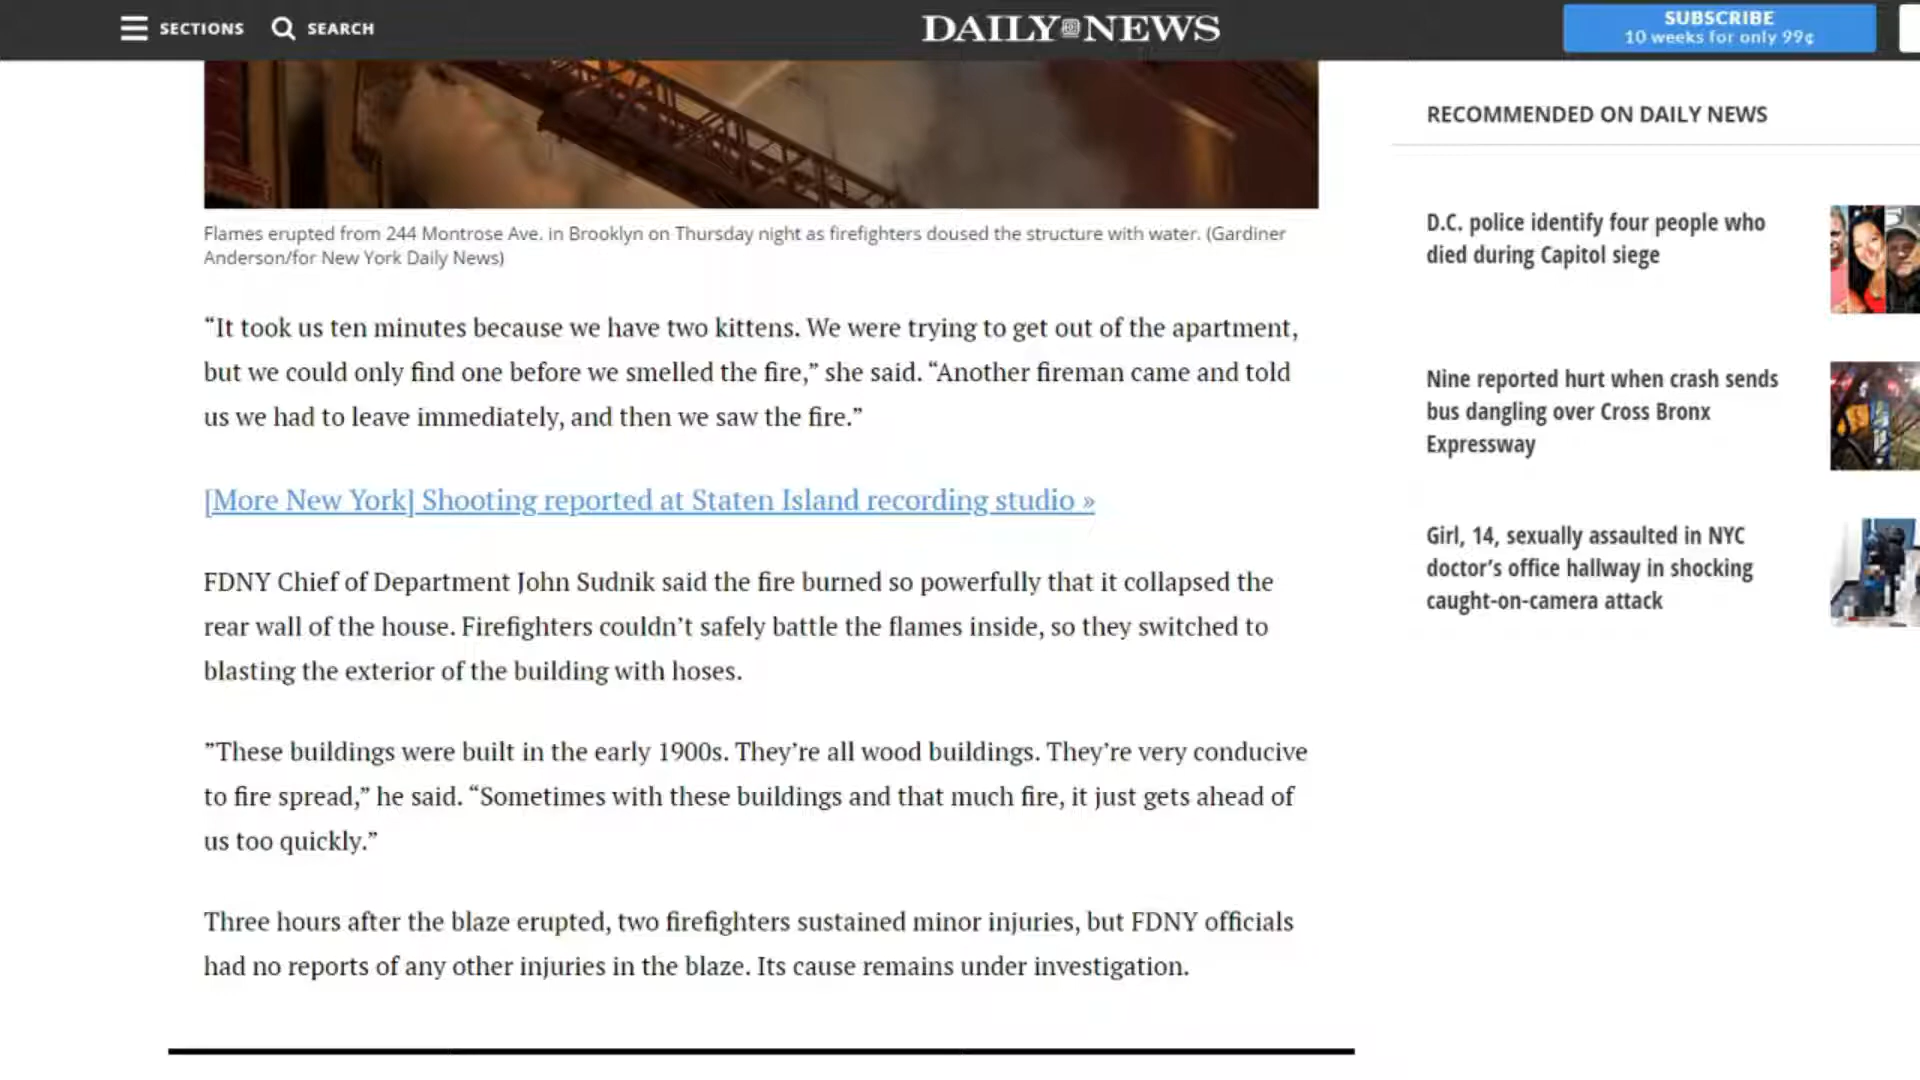 SECTIONS SEARCH DAILY NEWS SUBSCRIBE
10 weeks for only 99¢
Flames erupted from 244 Montrose Ave. in Brooklyn on Thursday night as firefighters doused the structure with water. (Gardiner
Anderson/for New York Daily News)
“It took us ten minutes because we have two kittens. We were trying to get out of the apartment,
but we could only find one before we smelled the fire,” she said. “Another fireman came and told
us we had to leave immediately, and then we saw the fire.”
[More New York] Shooting reported at Staten Island recording studio »
FDNY Chief of Department John Sudnik said the fire burned so powerfully that it collapsed the
rear wall of the house. Firefighters couldn’t safely battle the flames inside, so they switched to
blasting the exterior of the building with hoses.
”These buildings were built in the early 1900s. They’re all wood buildings. They’re very conducive
to fire spread,” he said. “Sometimes with these buildings and that much fire, it just gets ahead of
us too quickly.”
Three hours after the blaze erupted, two firefighters sustained minor injuries, but FDNY officials
had no reports of any other injuries in the blaze. Its cause remains under investigation.
RECOMMENDED ON DAILY NEWS
D.C. police identify four people who
died during Capitol siege
Nine reported hurt when crash sends
bus dangling over Cross Bronx
Expressway
Girl, 14, sexually assaulted in NYC
doctor’s office hallway in shocking
caught-on-camera attack